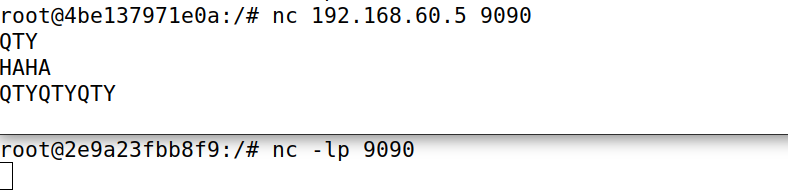 root@4be137971e0a:/# nc 192.168.60.5 9090
QTY
HAHA
QTYQTYQTY
root@2e9a23fbb8f9:/# nc -lp 9090